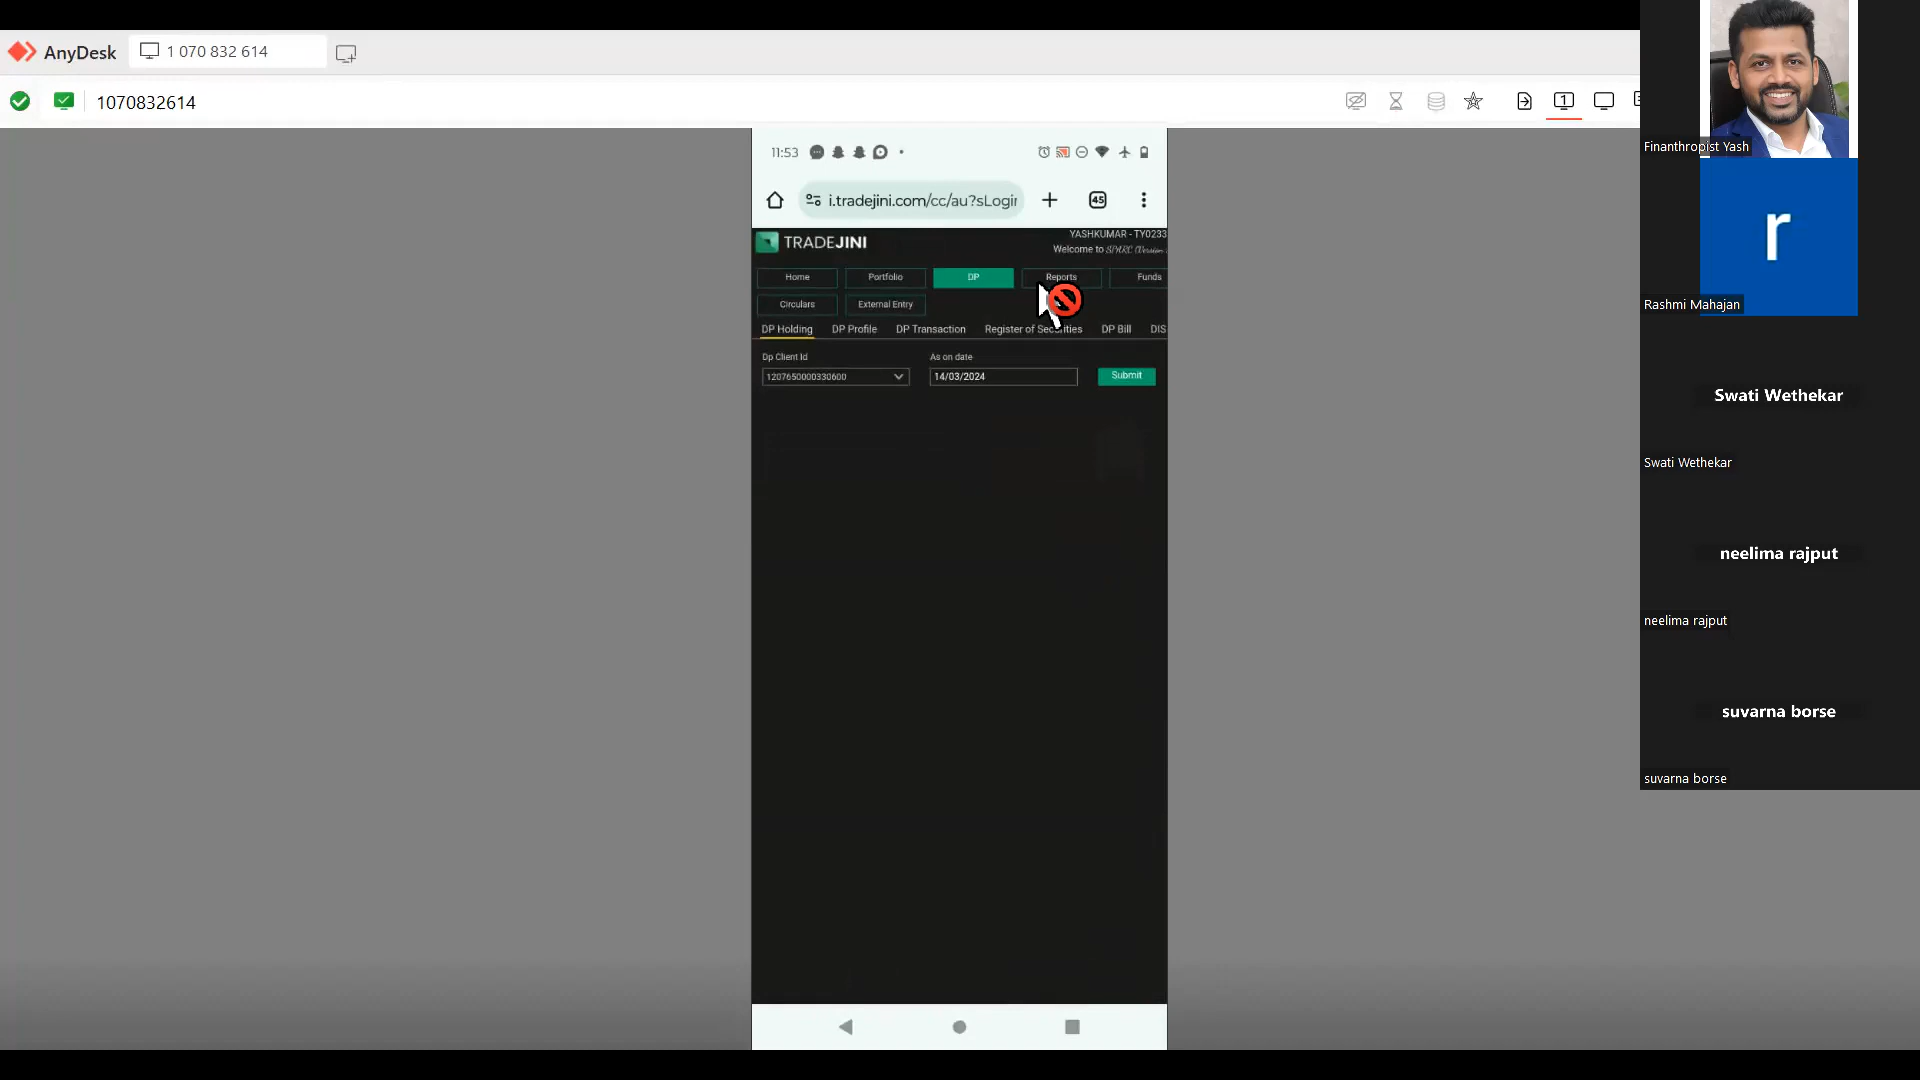 AnyDesk
1 070 832 614
1070832614
1
11:53
i.tradejini.com/cc/au?sLogir
45
TRADEJINI
YASHKUMAR - TY0233
Welcome to SPARC (Version
Home
Portfolio
DP
Reports
Funds
Circulars
External Entry
DP Holding
DP Profile
DP Transaction
Register of Securities
DP Bill
DIS
Dp Client Id
As on date
1207650000330600
14/03/2024
Submit
Finanthropist Yash
r
Rashmi Mahajan
Swati Wethekar
Swati Wethekar
neelima rajput
neelima rajput
suvarna borse
suvarna borse